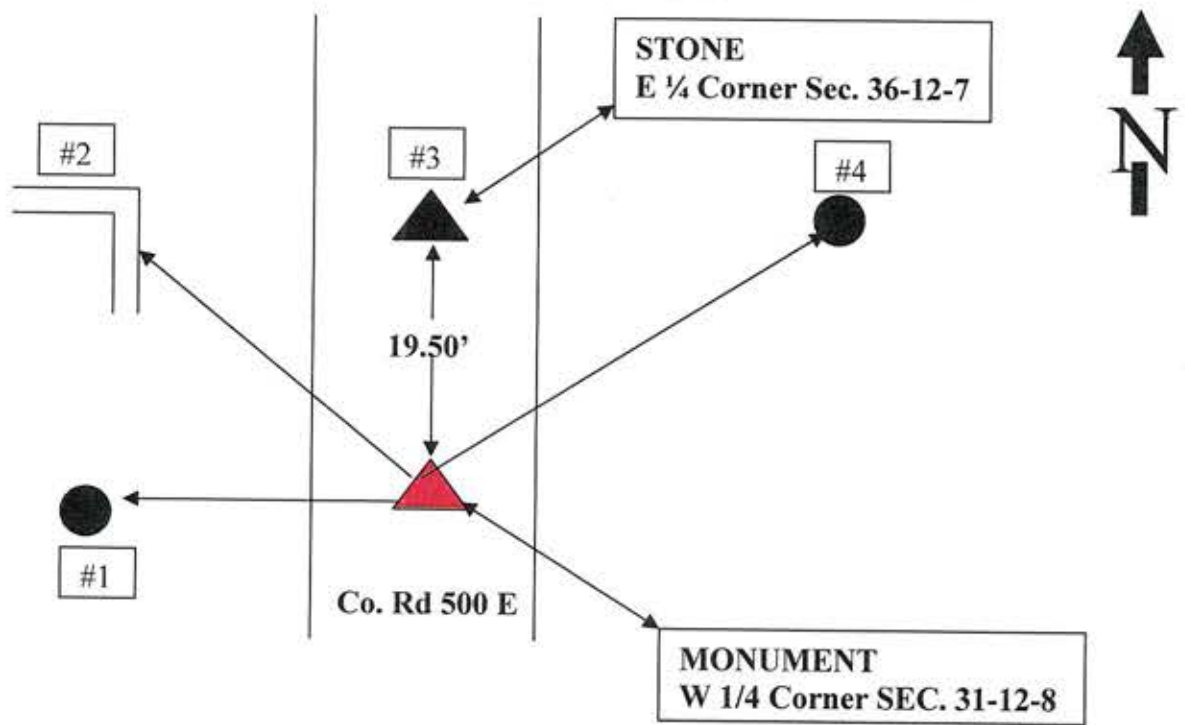 STONE
E ¼ Corner Sec. 36-12-7
N
#2
#3
#4
19.50’
#1
Co. Rd 500 E
MONUMENT
W 1/4 Corner SEC. 31-12-8